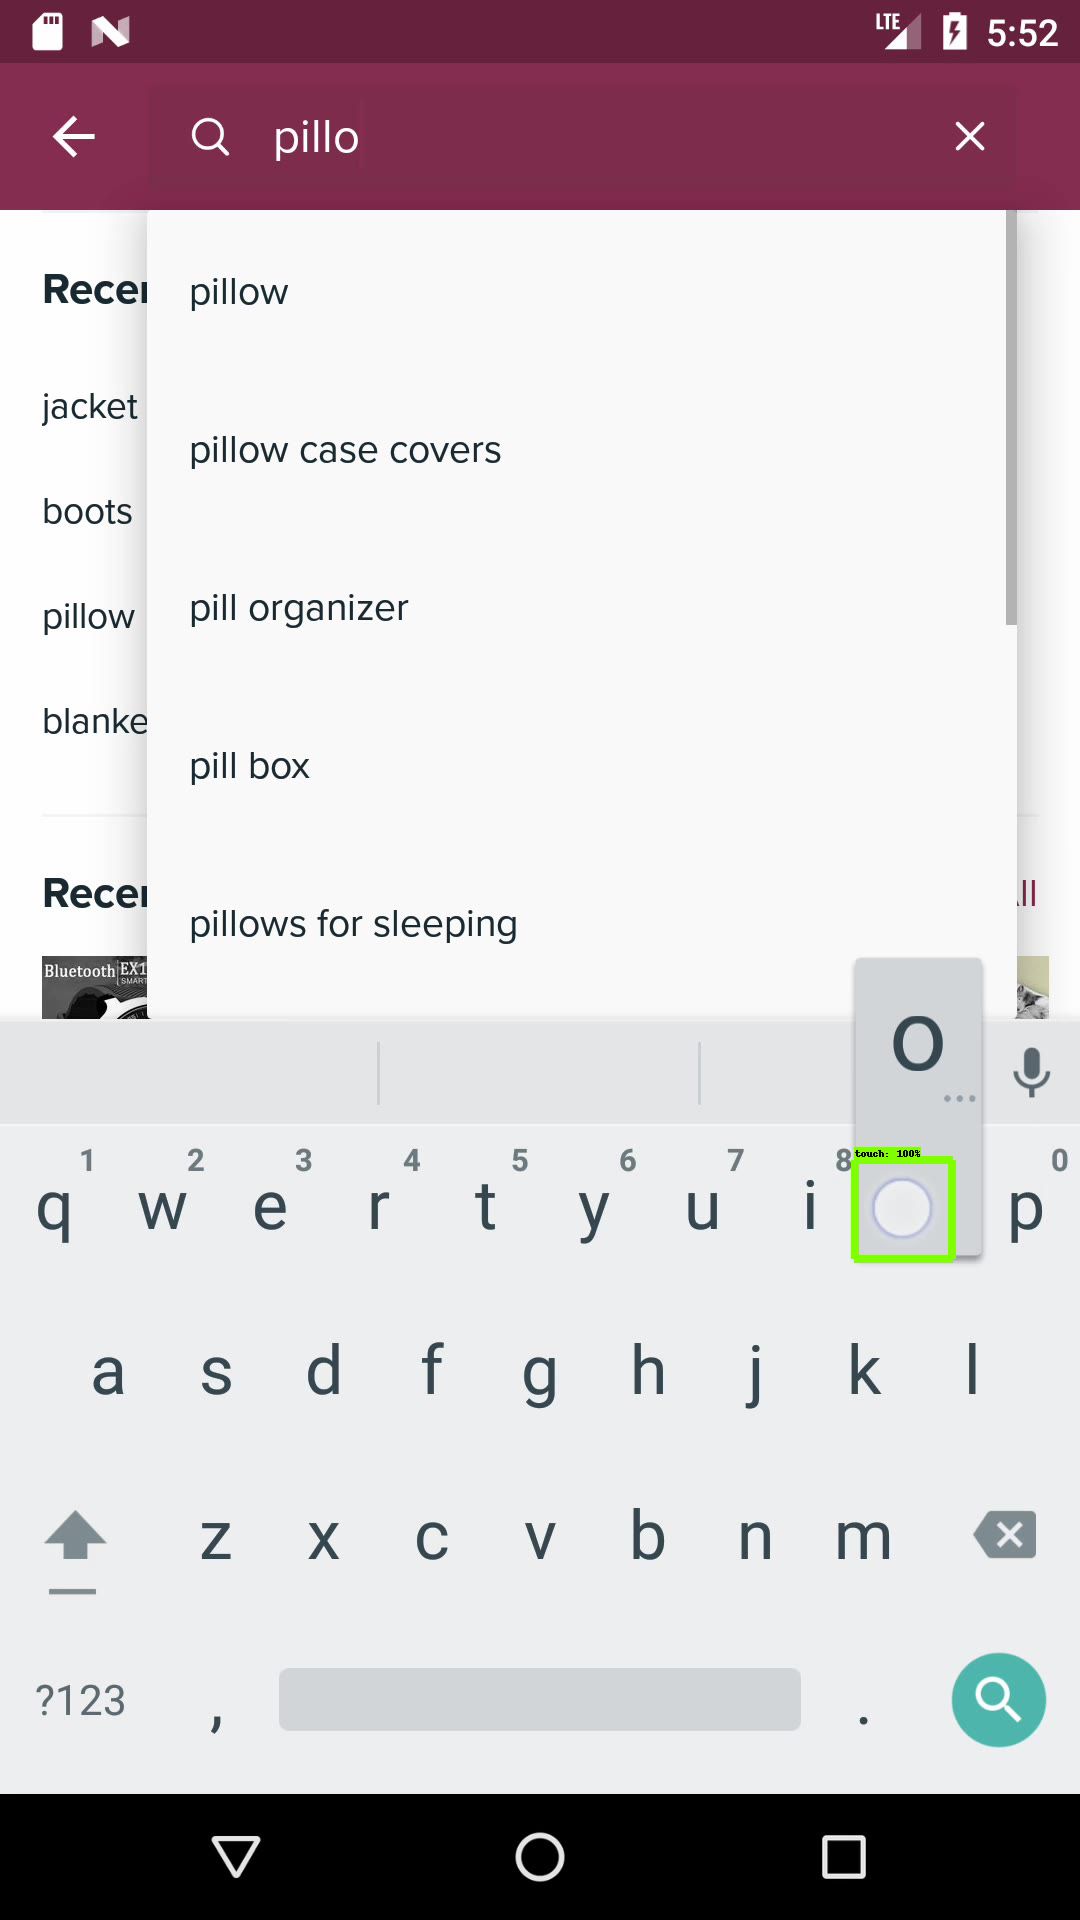 LTE 5:52
pillo
Recen
jacket
boots
pillow
blanke
pillow
pillow case covers
pill organizer
pill box
pillows for sleeping
Recen
All
Bluetooth EX1
SMART
o
...
touch: 100%
1 2 3 4 5 6 7 8 0
q w e r t y u i p
a s d f g h j k l
z x c v b n m
?123 , .